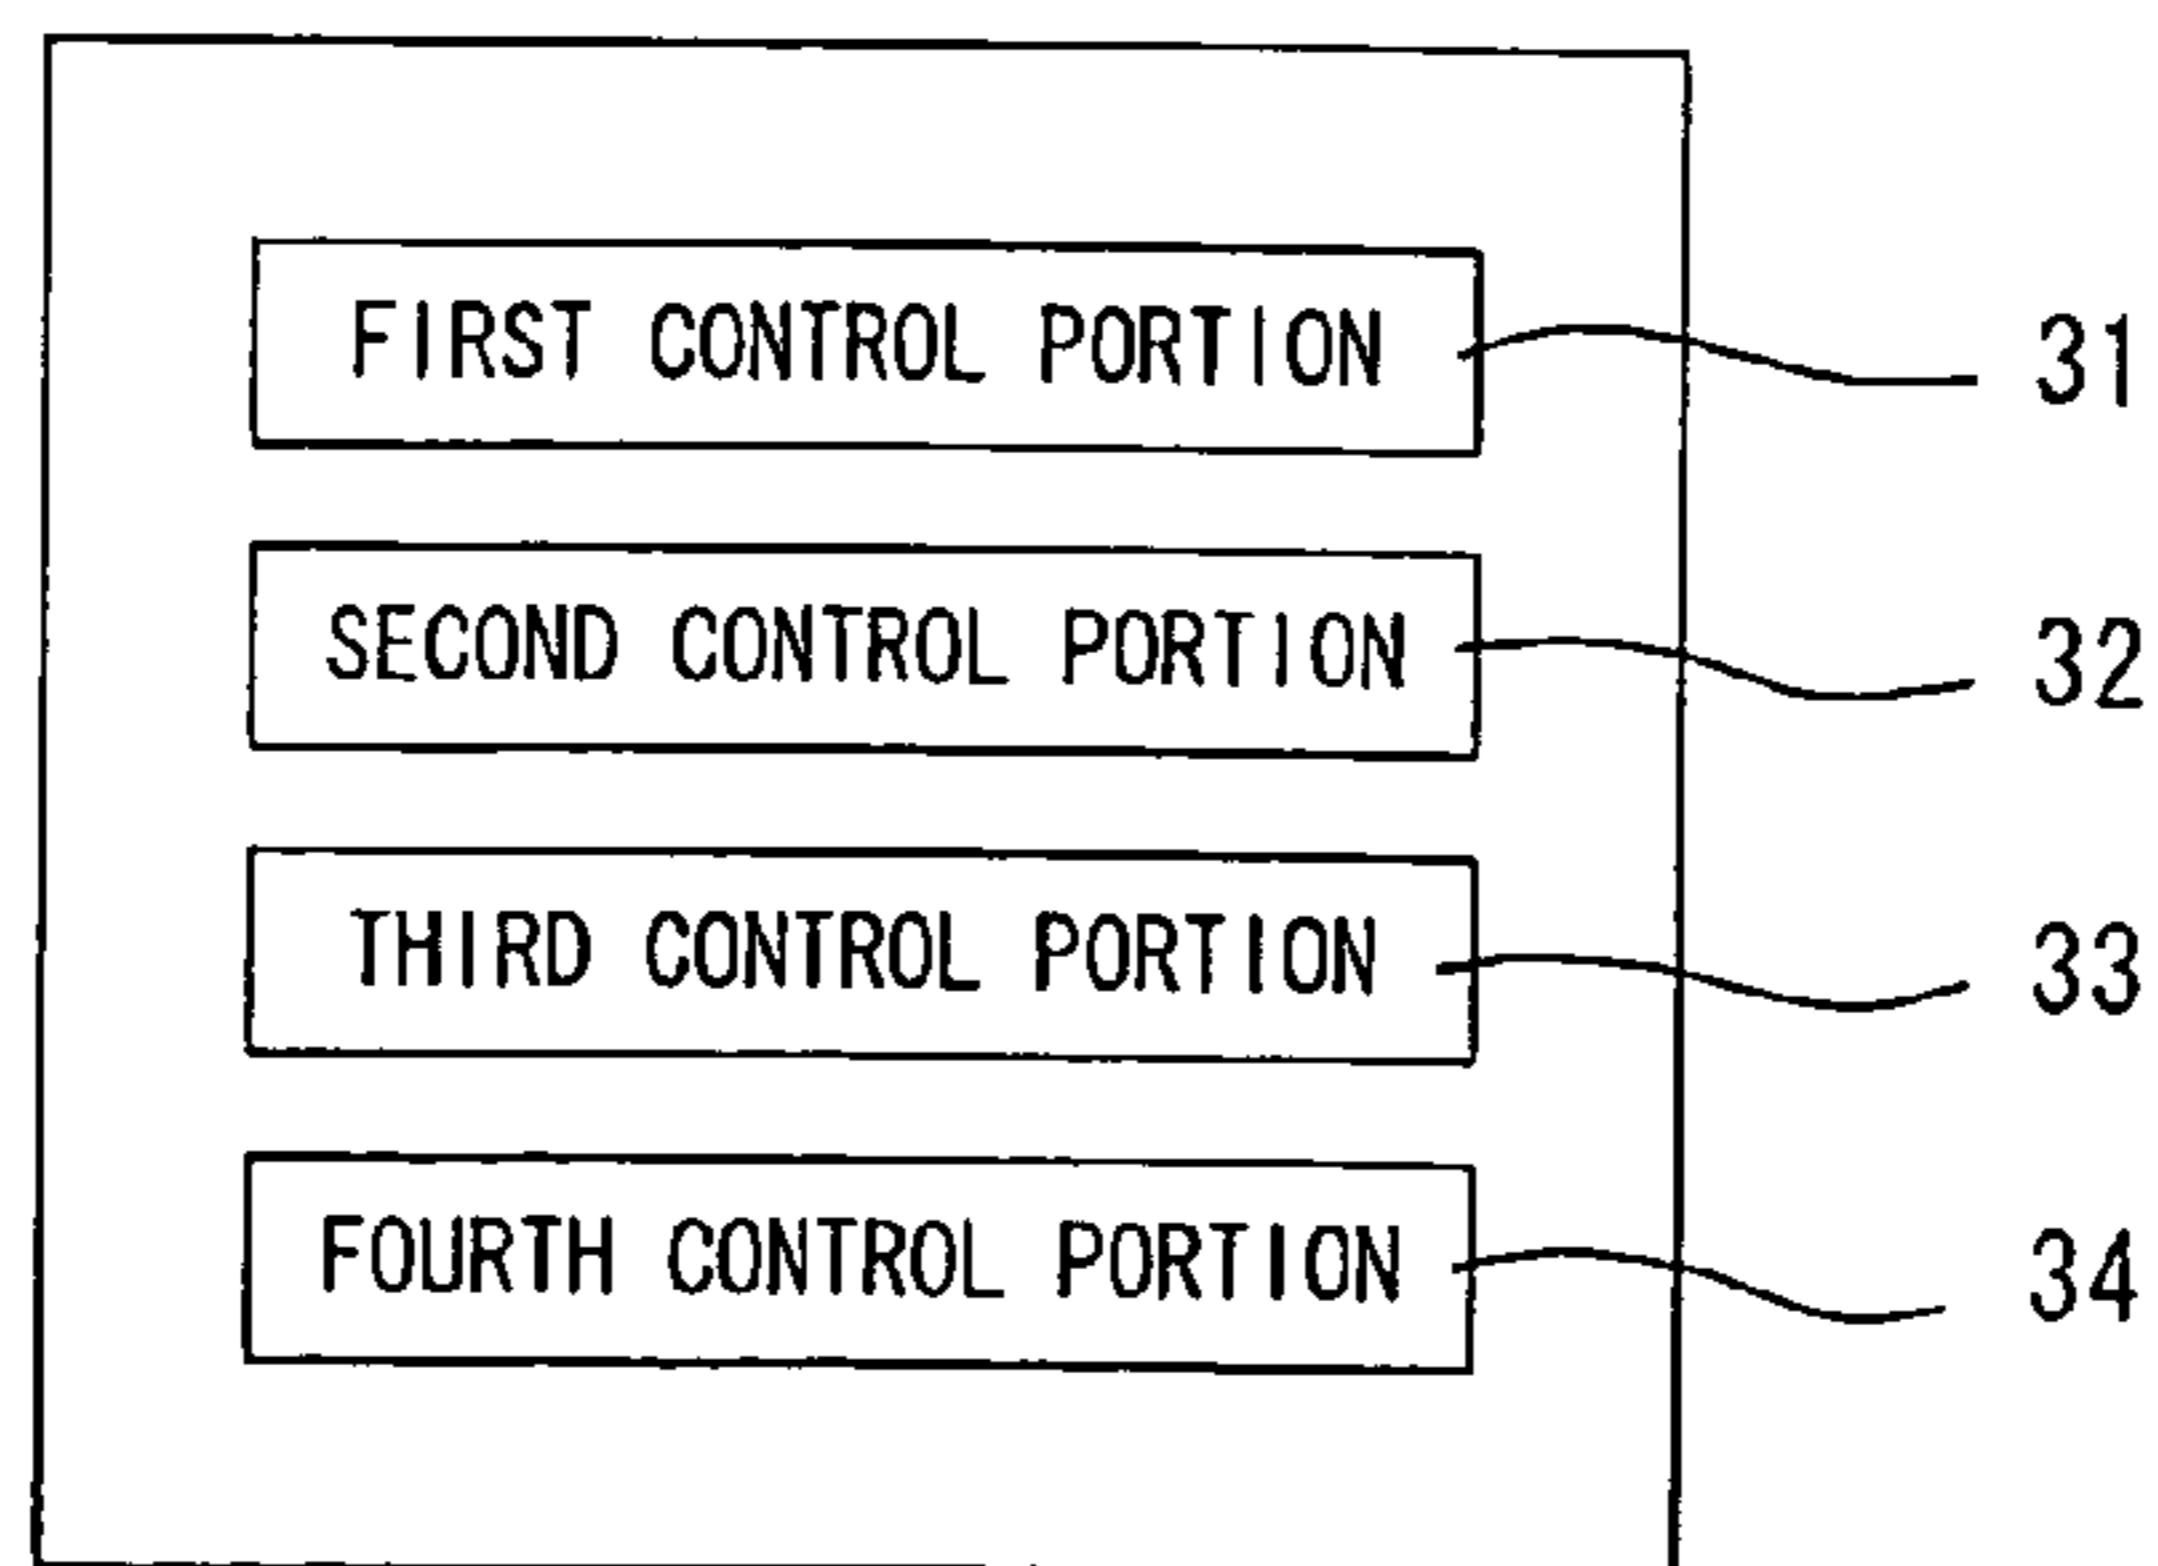 FIRST CONTROL PORTION 31
SECOND CONTROL PORTION 32
THIRD CONTROL PORTION 33
FOURTH CONTROL PORTION 34